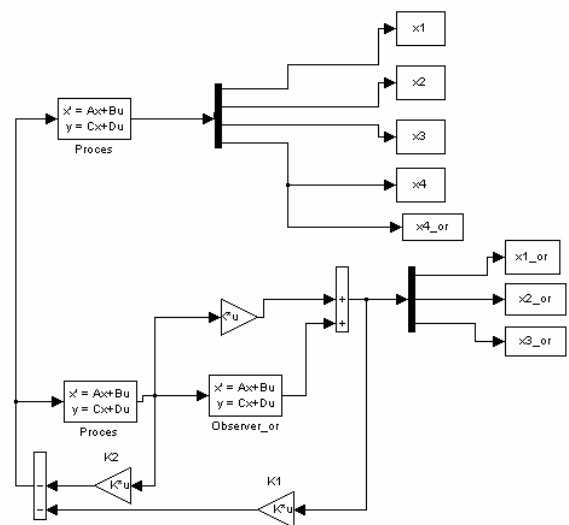 x1
x2
x' = Ax+Bu
y = Cx+Du
Proces
x3
x4
x4_or
x1_or
x2_or
x3_or
+
+
x' = Ax+Bu
y = Cx+Du
Proces
x' = Ax+Bu
y = Cx+Du
Observer_or
K2
K*u
K1
K*u
−
−